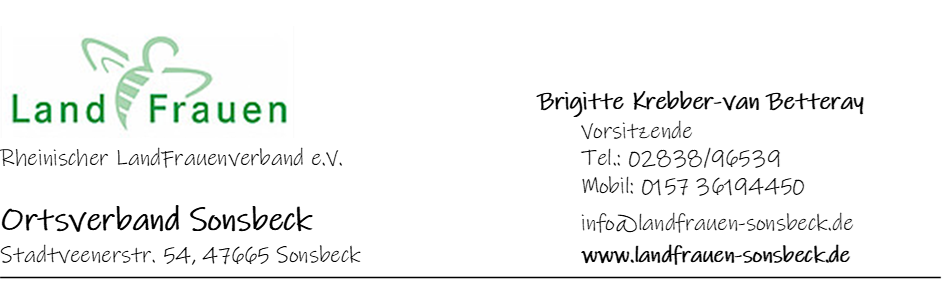 Land Frauen
Rheinischer LandFrauenverband e.V.
Ortsverband Sonsbeck
Stadtveenerstr. 54, 47665 Sonsbeck
Brigitte Krebber-van Betteray
Vorsitzende
Tel.: 02838/96539
Mobil: 0157 36194450
info@landfrauen-sonsbeck.de
www.landfrauen-sonsbeck.de